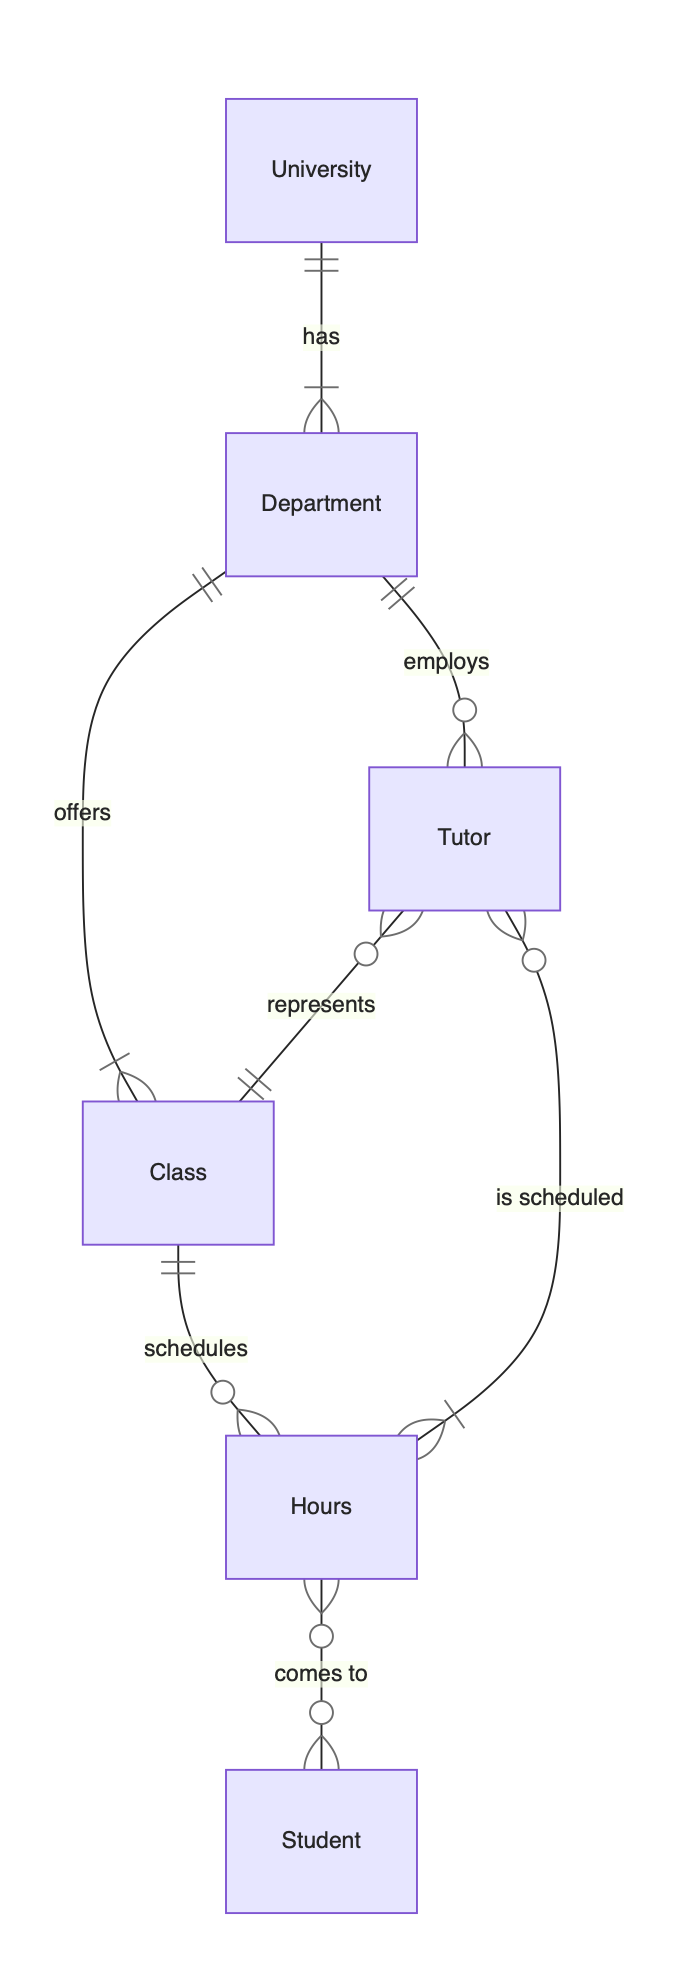 University
has
Department
employs
offers
Tutor
represents
Class
is scheduled
schedules
Hours
comes to
Student